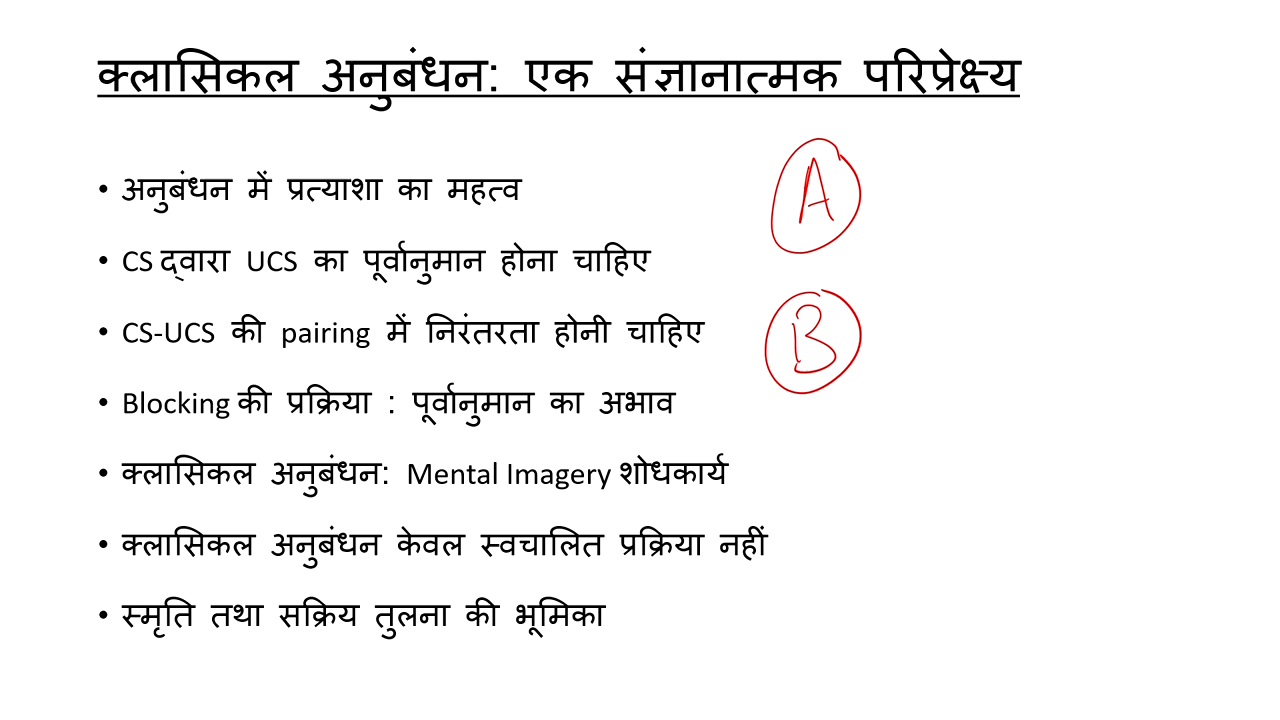 क्लासिकल अनुबंधन: एक संज्ञानात्मक परिप्रेक्ष्य
• अनुबंधन में प्रत्याशा का महत्व
A
• CS द्वारा UCS का पूर्वानुमान होना चाहिए
• CS-UCS की pairing में निरंतरता होनी चाहिए
B
• Blocking की प्रक्रिया : पूर्वानुमान का अभाव
• क्लासिकल अनुबंधन: Mental Imagery शोधकार्य
• क्लासिकल अनुबंधन केवल स्वचालित प्रक्रिया नहीं
• स्मृति तथा सक्रिय तुलना की भूमिका